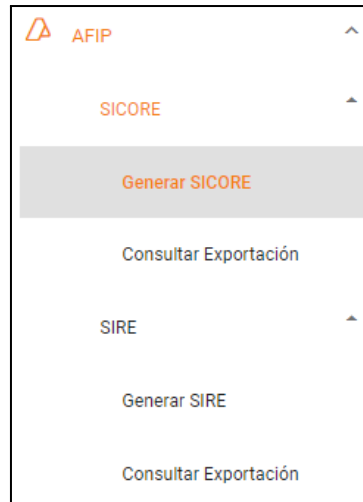 AFIP
SICORE
Generar SICORE
Consultar Exportación
SIRE
Generar SIRE
Consultar Exportación